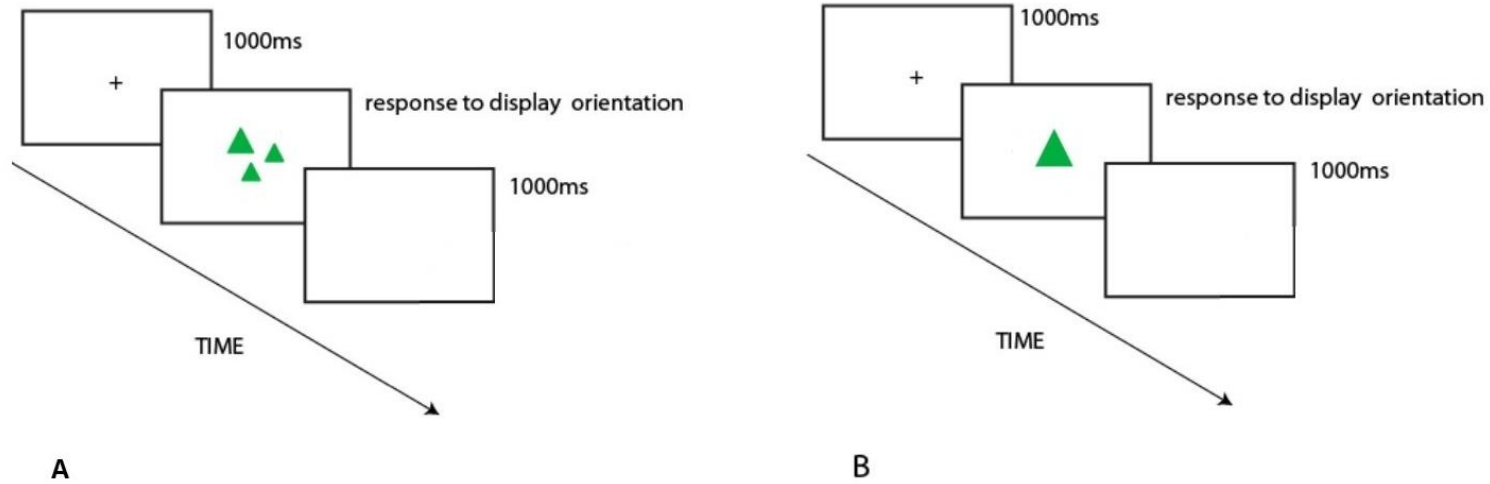 1000ms
+
response to display orientation
1000ms
TIME
A
1000ms
+
response to display orientation
1000ms
TIME
B